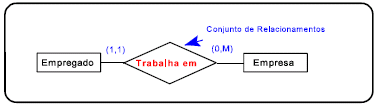 Conjunto de Relacionamentos
(1,1)
(0,M)
Empregado
Trabalha em
Empresa